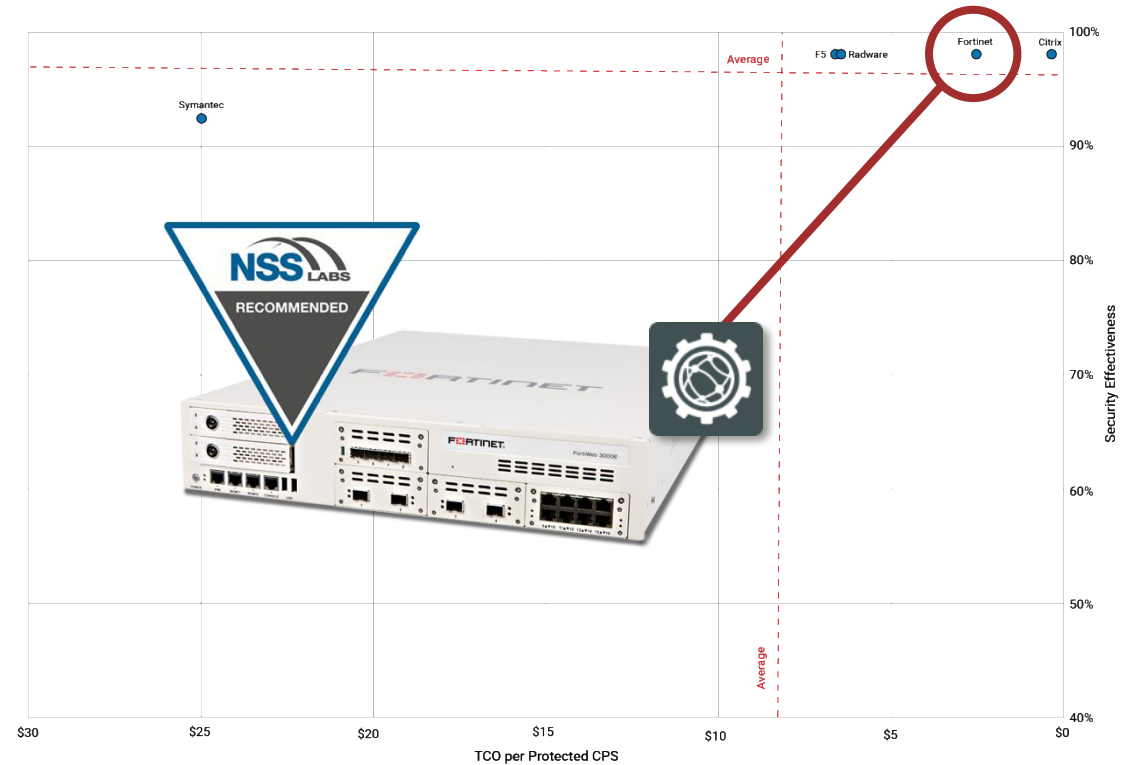 100%
Fortinet
Citrix
F5
Radware
Average
Symantec
90%
80%
NSS
LABS
RECOMMENDED
FORTINET
70%
Security Effectiveness
FORTINET
FortiWeb 3000E
60%
50%
Average
40%
$30
$25
$20
$15
$10
$5
$0
TCO per Protected CPS